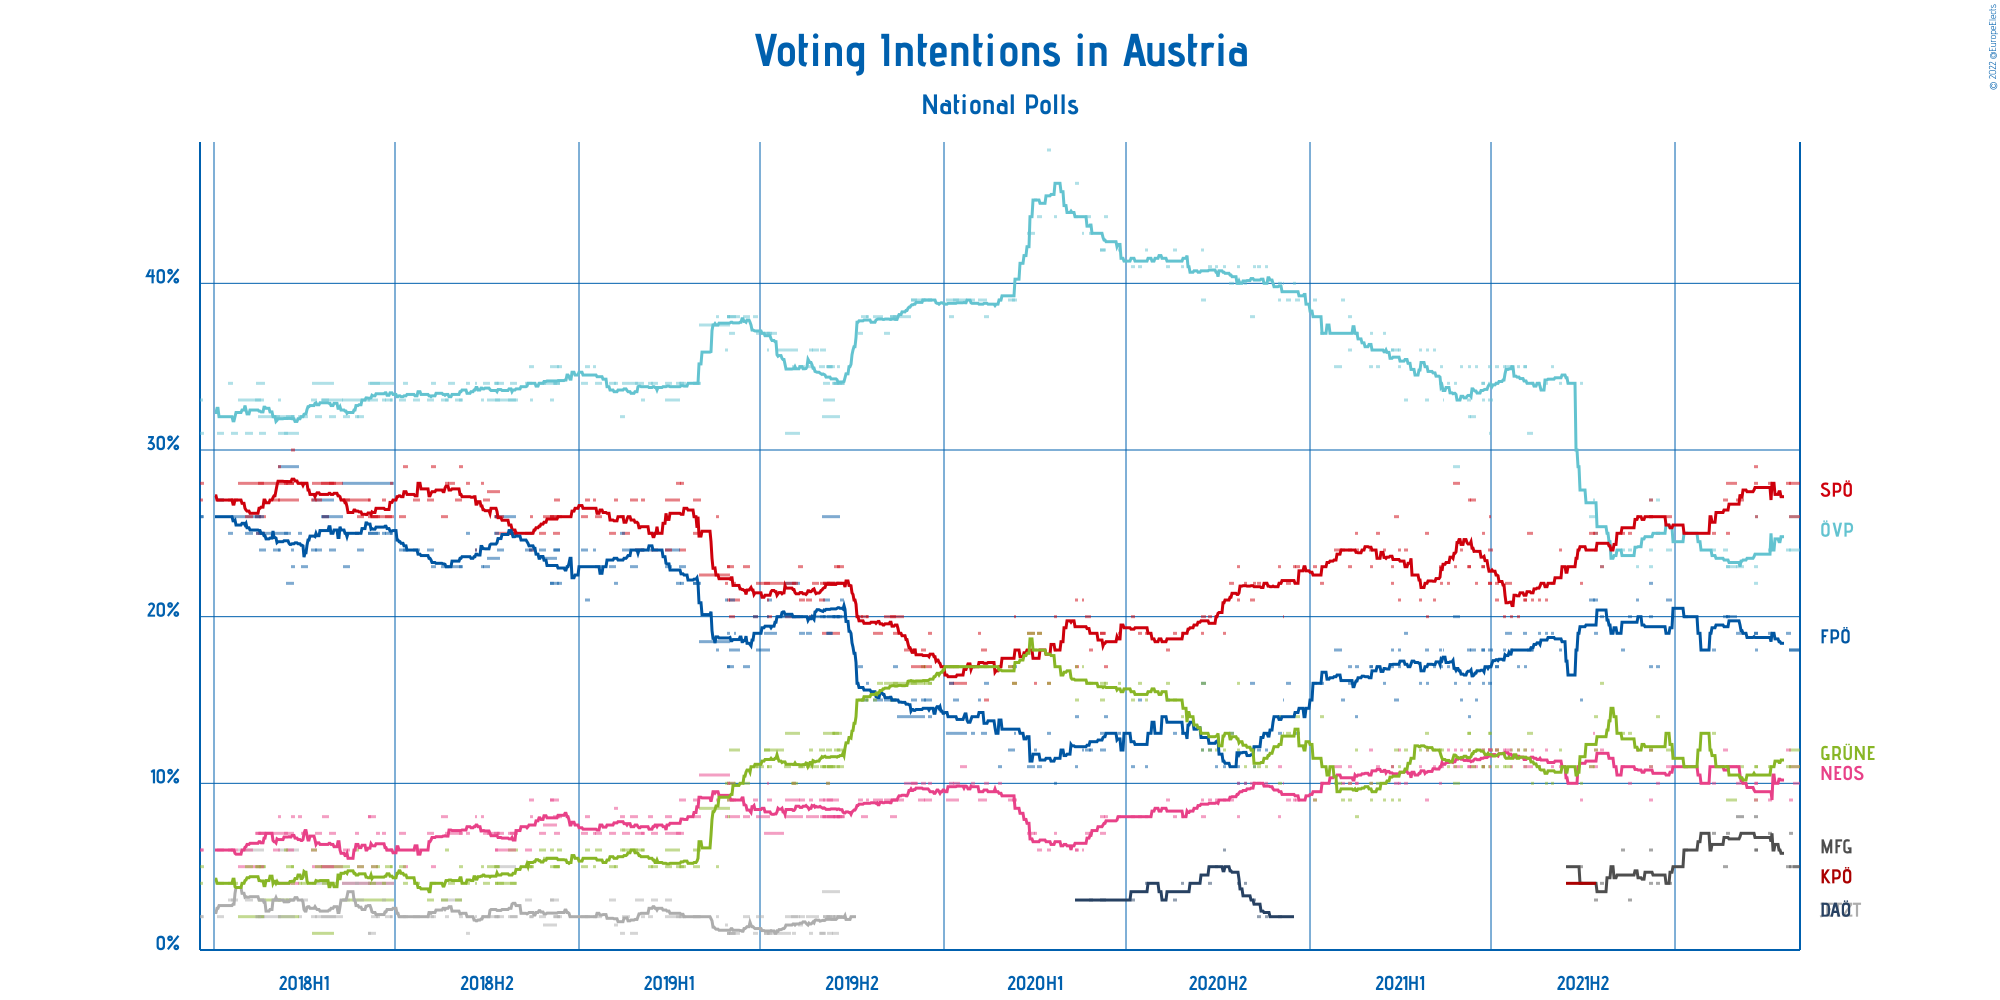 © 2022 @EuropeElects
Voting Intentions in Austria
National Polls
40%
30%
20%
10%
0%
SPÖ
ÖVP
FPÖ
GRÜNE
NEOS
MFG
KPÖ
DAÖ
2018H1
2018H2
2019H1
2019H2
2020H1
2020H2
2021H1
2021H2